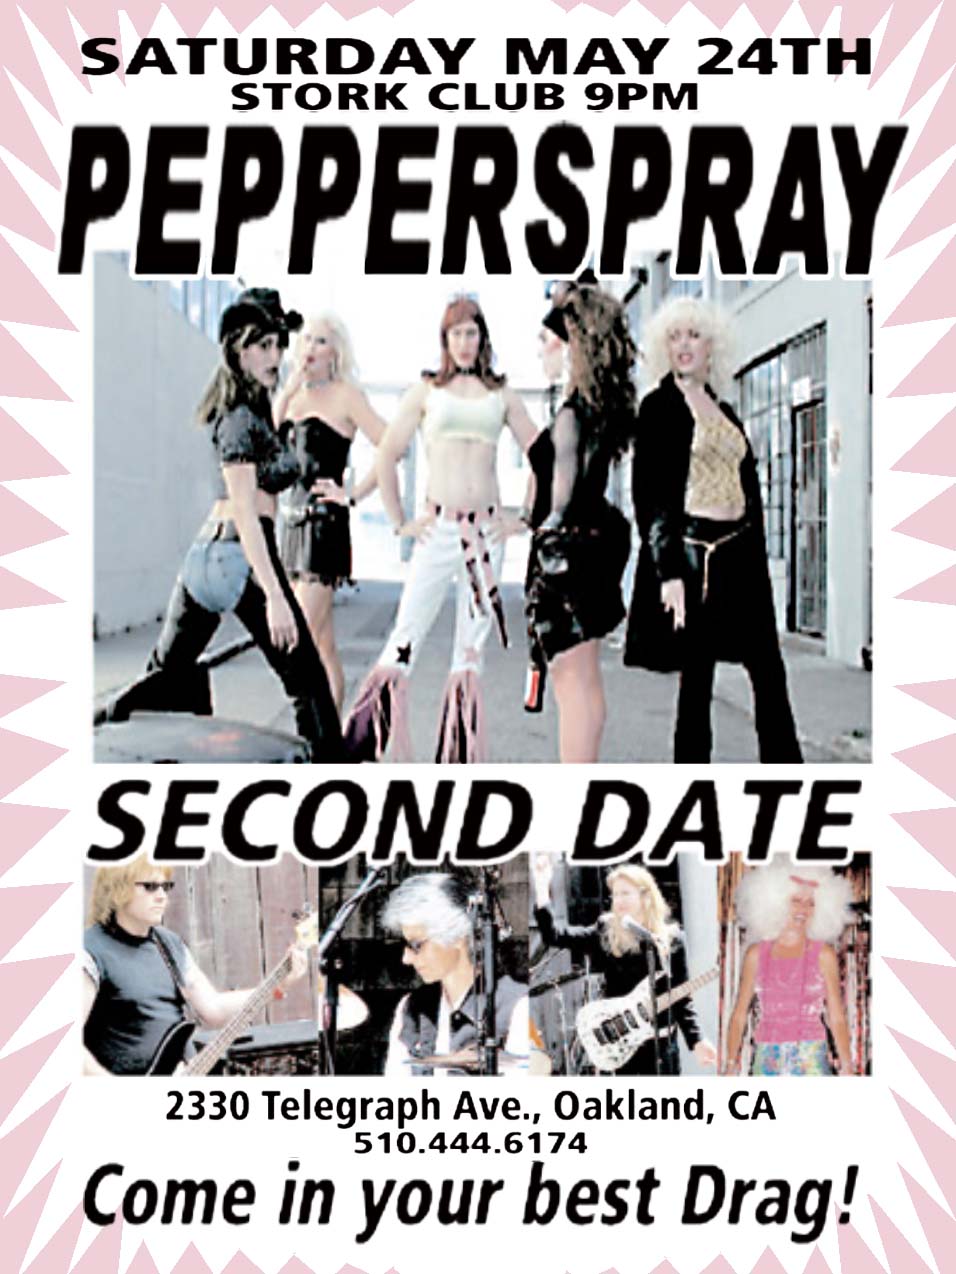 SATURDAY MAY 24TH
STORK CLUB 9PM
PEPPERSPRAY
SECOND DATE
2330 Telegraph Ave., Oakland, CA
510.444.6174
Come in your best Drag!